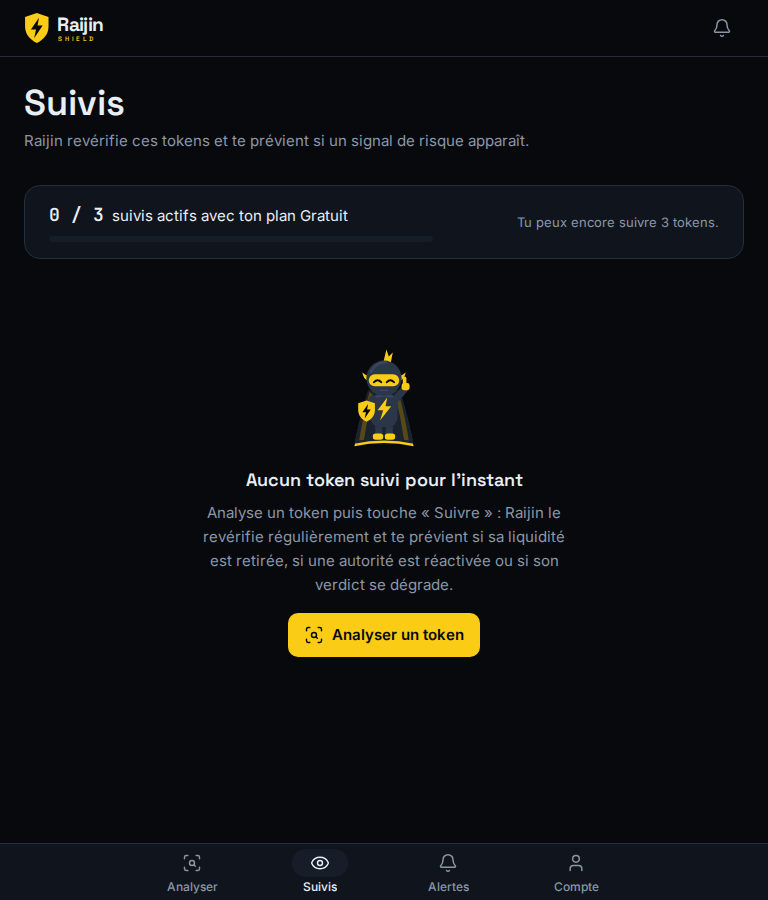 Raijin
SHIELD
Suivis
Raijin revérifie ces tokens et te prévient si un signal de risque apparaît.
0 / 3 suivis actifs avec ton plan Gratuit
Tu peux encore suivre 3 tokens.
Aucun token suivi pour l’instant
Analyse un token puis touche « Suivre » : Raijin le
revérifie régulièrement et te prévient si sa liquidité
est retirée, si une autorité est réactivée ou si son
verdict se dégrade.
Analyser un token
Analyser
Suivis
Alertes
Compte